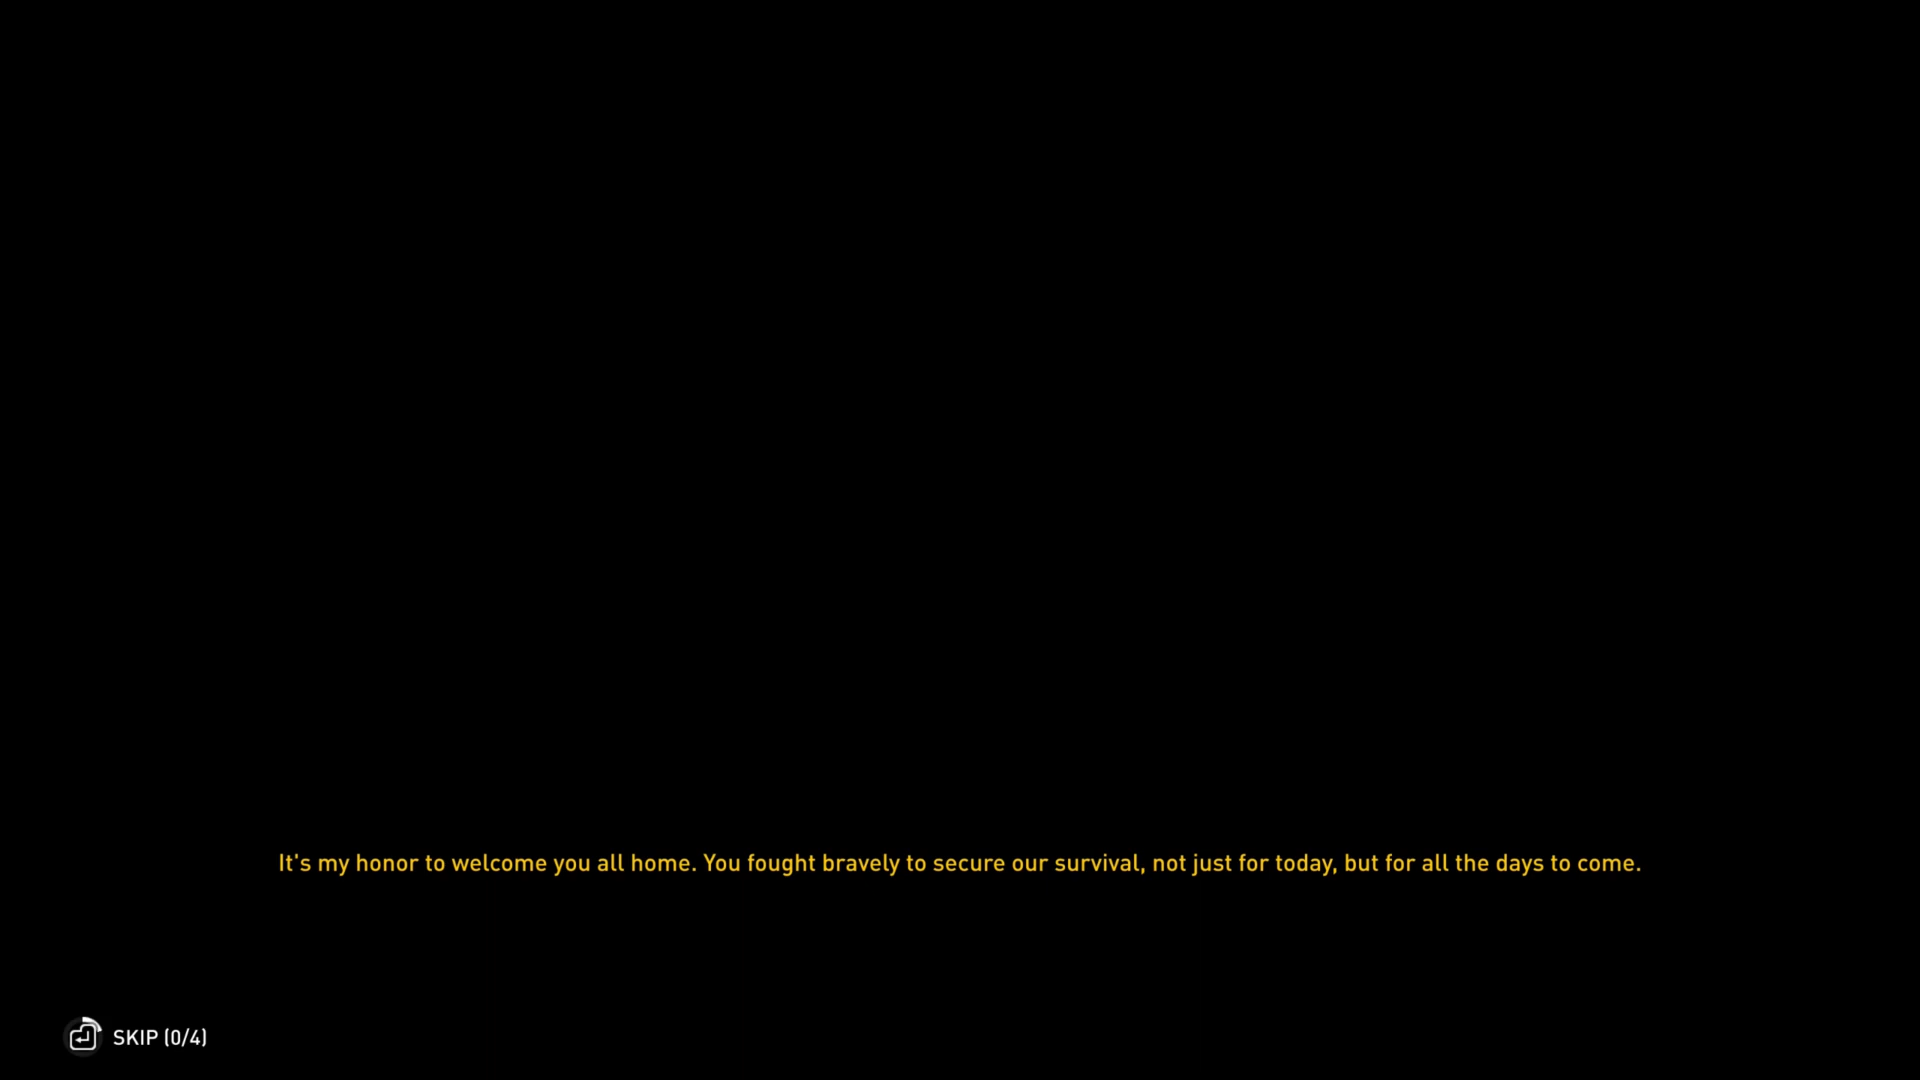 It's my honor to welcome you all home. You fought bravely to secure our survival, not just for today, but for all the days to come.
SKIP (0/4)